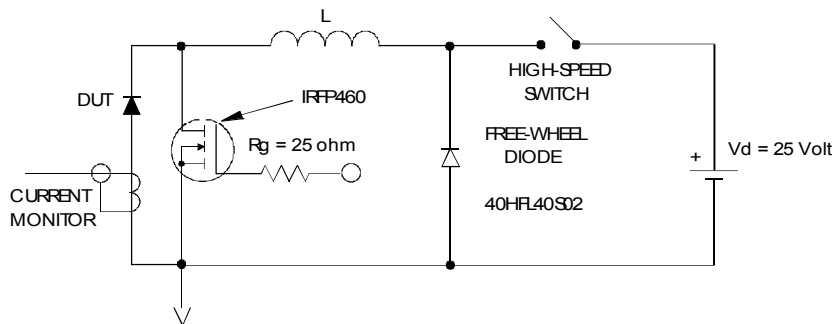 L
HIGH-SPEED
SWITCH
DUT
IRFP460
Rg = 25 ohm
FREE-WHEEL
DIODE
+
Vd = 25 Volt
CURRENT
MONITOR
40HFL40S02